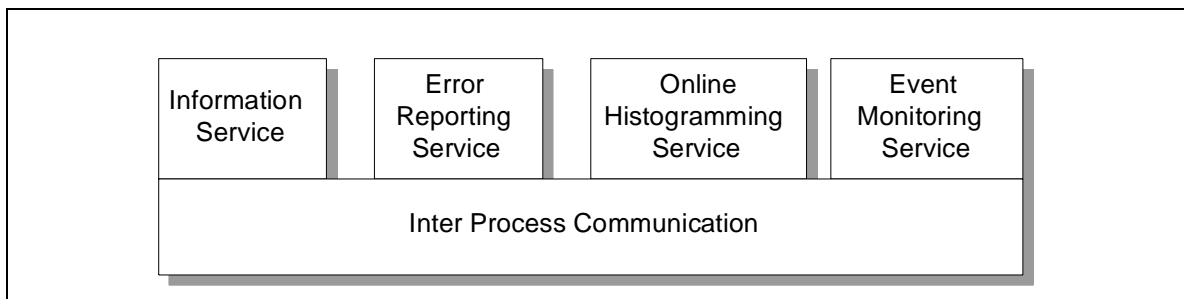 Information
Service
Error
Reporting
Service
Online
Histogramming
Service
Event
Monitoring
Service
Inter Process Communication